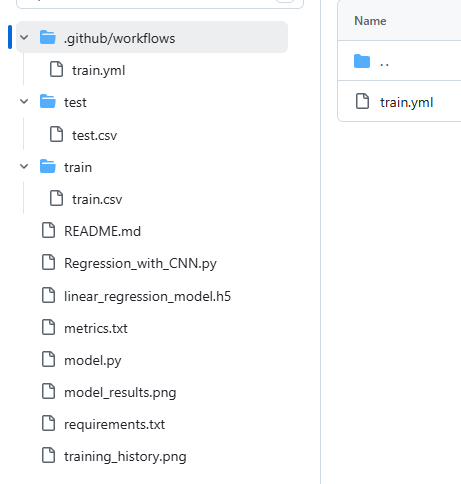 .github/workflows
train.yml
test
test.csv
train
train.csv
README.md
Regression_with_CNN.py
linear_regression_model.h5
metrics.txt
model.py
model_results.png
requirements.txt
training_history.png
Name
..
train.yml